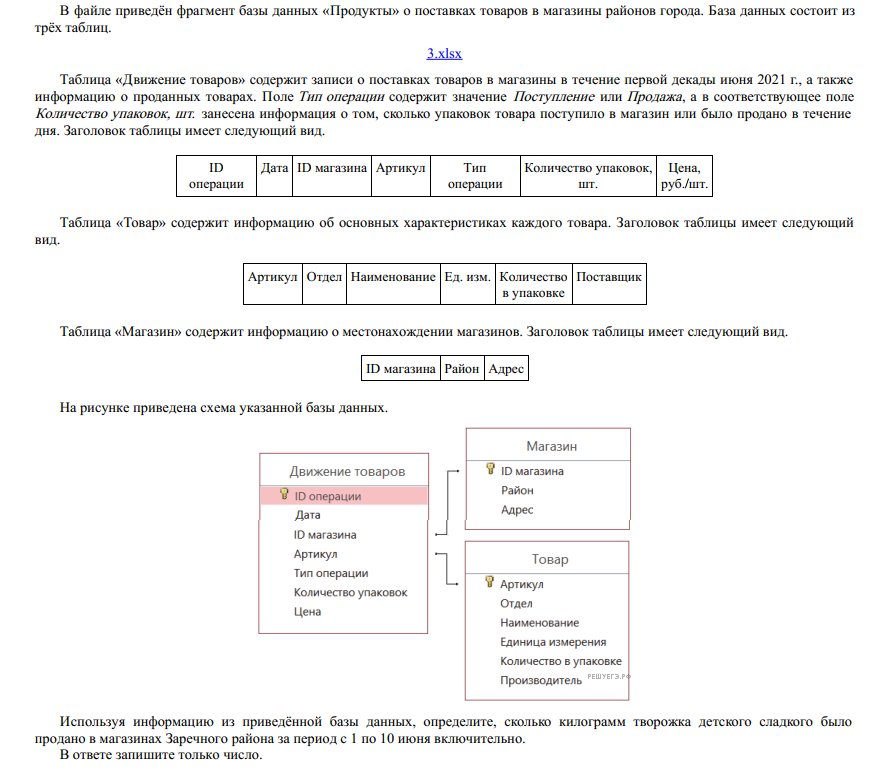 В файле приведён фрагмент базы данных «Продукты» о поставках товаров в магазины районов города. База данных состоит из
трёх таблиц.
3.xlsx
Таблица «Движение товаров» содержит записи о поставках товаров в магазины в течение первой декады июня 2021 г., а также
информацию о проданных товарах. Поле Тип операции содержит значение Поступление или Продажа, а в соответствующее поле
Количество упаковок, шт. занесена информация о том, сколько упаковок товара поступило в магазин или было продано в течение
дня. Заголовок таблицы имеет следующий вид.
ID Дата ID магазина Артикул Тип Количество упаковок, Цена,
операции операции шт. руб./шт.
Таблица «Товар» содержит информацию об основных характеристиках каждого товара. Заголовок таблицы имеет следующий
вид.
Артикул Отдел Наименование Ед. изм. Количество Поставщик
в упаковке
Таблица «Магазин» содержит информацию о местонахождении магазинов. Заголовок таблицы имеет следующий вид.
ID магазина Район Адрес
На рисунке приведена схема указанной базы данных.
Движение товаров
ID операции
Дата
ID магазина
Артикул
Тип операции
Количество упаковок
Цена
Магазин
ID магазина
Район
Адрес
Товар
Артикул
Отдел
Наименование
Единица измерения
Количество в упаковке
Производитель
РЕШУЕГЭ.РФ
Используя информацию из приведённой базы данных, определите, сколько килограмм творожка детского сладкого было
продано в магазинах Заречного района за период с 1 по 10 июня включительно.
В ответе запишите только число.